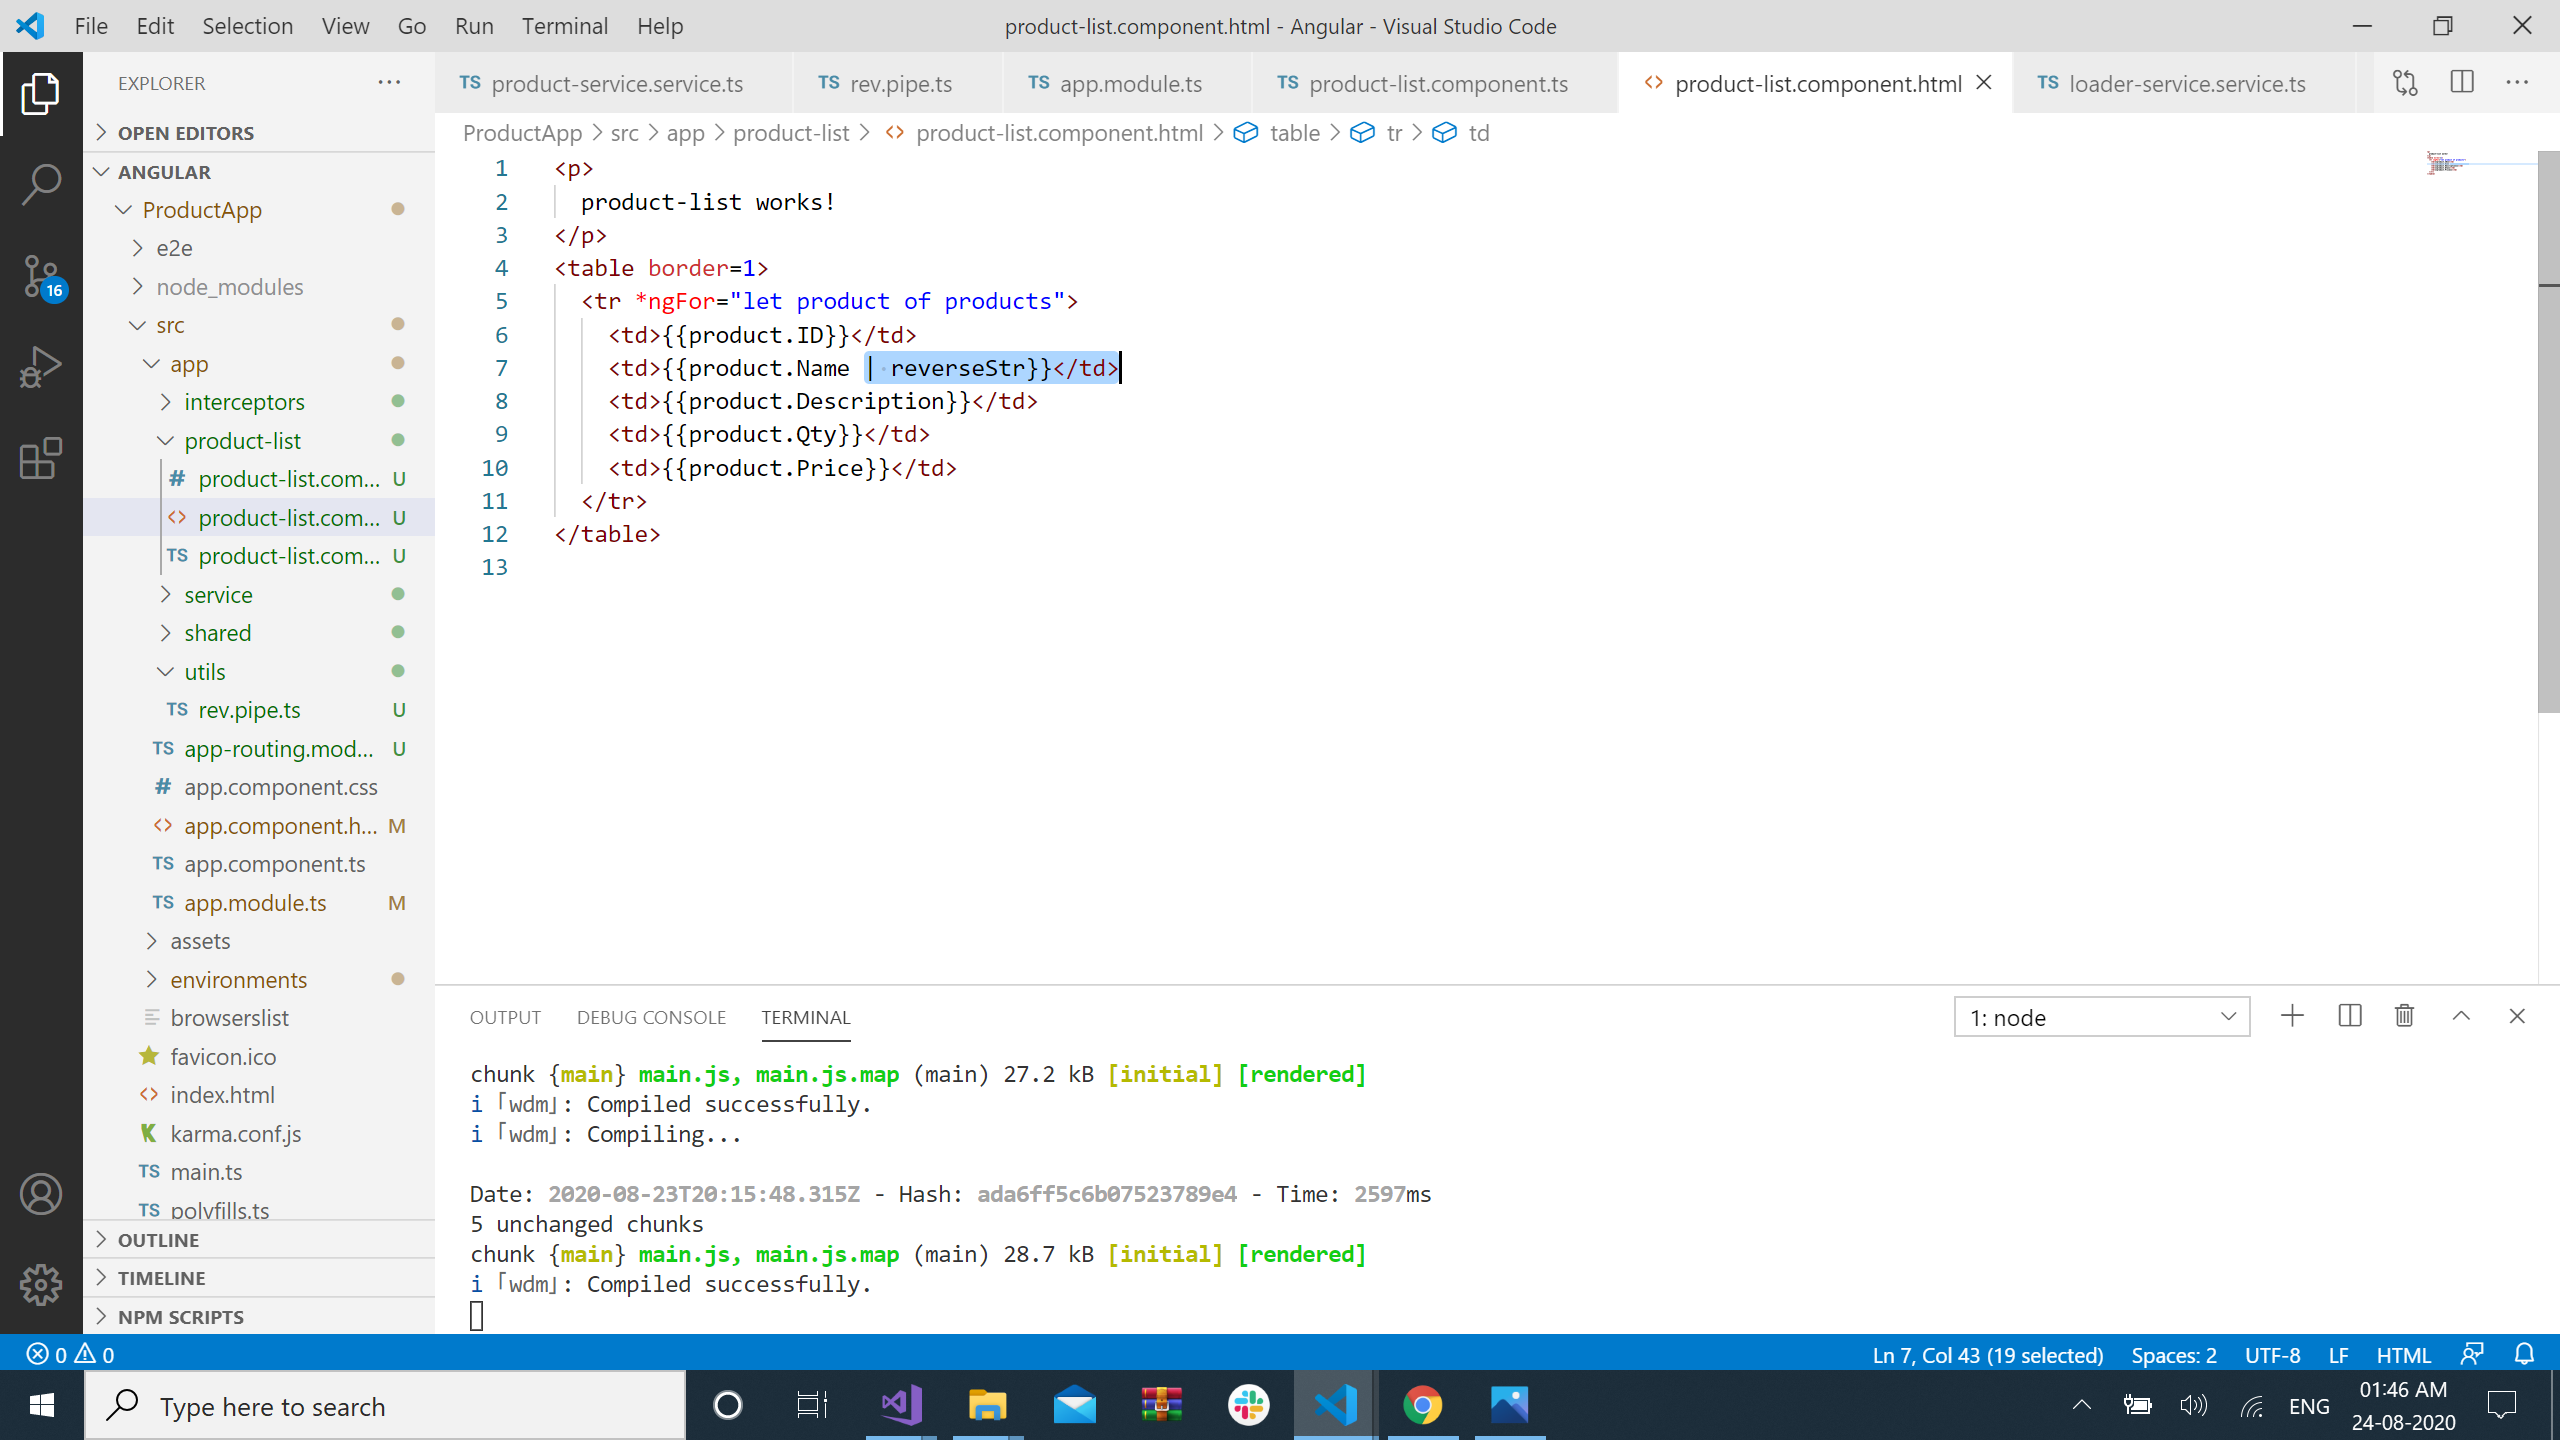 File Edit Selection View Go Run Terminal Help
product-list.component.html - Angular - Visual Studio Code
EXPLORER
OPEN EDITORS
ANGULAR
ProductApp
e2e
node_modules
src
app
interceptors
product-list
# product-list.com... U
<> product-list.com... U
TS product-list.com... U
service
shared
utils
TS rev.pipe.ts U
TS app-routing.mod... U
# app.component.css
<> app.component.h... M
TS app.component.ts
TS app.module.ts M
assets
environments
browserslist
favicon.ico
<> index.html
karma.conf.js
TS main.ts
TS polyfills.ts
OUTLINE
TIMELINE
NPM SCRIPTS
16
TS product-service.service.ts
TS rev.pipe.ts
TS app.module.ts
TS product-list.component.ts
<> product-list.component.html
TS loader-service.service.ts
ProductApp > src > app > product-list > <> product-list.component.html > table > tr > td
1 <p>
2 product-list works!
3 </p>
4 <table border=1>
5 <tr *ngFor="let product of products">
6 <td>{{product.ID}}</td>
7 <td>{{product.Name | reverseStr}}</td>
8 <td>{{product.Description}}</td>
9 <td>{{product.Qty}}</td>
10 <td>{{product.Price}}</td>
11 </tr>
12 </table>
13
OUTPUT DEBUG CONSOLE TERMINAL
1: node
chunk {main} main.js, main.js.map (main) 27.2 kB [initial] [rendered]
i ｢wdm｣: Compiled successfully.
i ｢wdm｣: Compiling...
Date: 2020-08-23T20:15:48.315Z - Hash: ada6ff5c6b07523789e4 - Time: 2597ms
5 unchanged chunks
chunk {main} main.js, main.js.map (main) 28.7 kB [initial] [rendered]
i ｢wdm｣: Compiled successfully.
0 0
Ln 7, Col 43 (19 selected) Spaces: 2 UTF-8 LF HTML
Type here to search
ENG
01:46 AM
24-08-2020